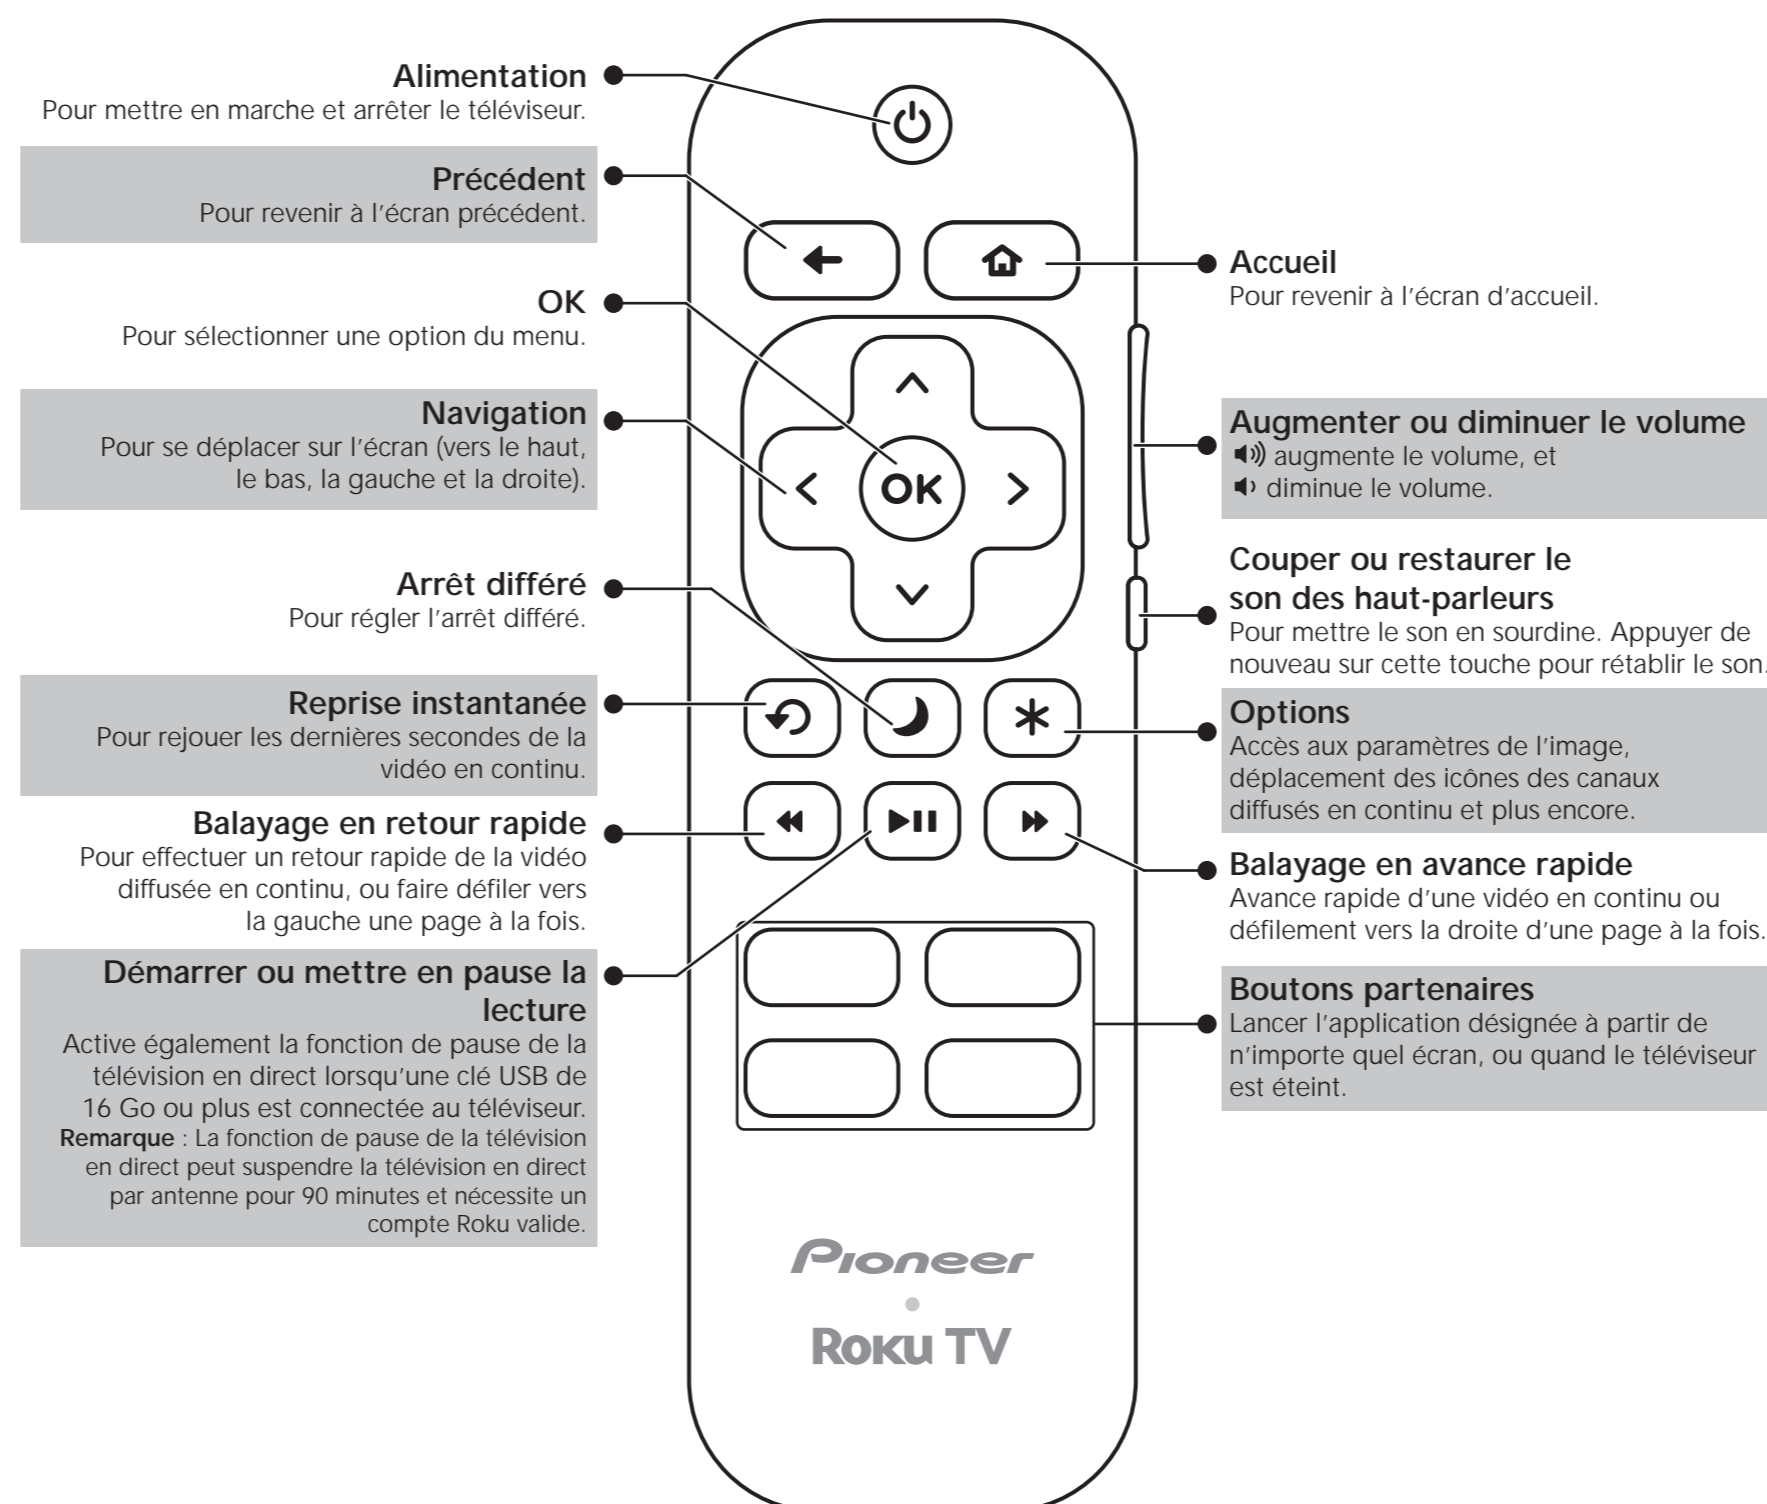 Alimentation
Pour mettre en marche et arrêter le téléviseur.
Précédent
Pour revenir à l'écran précédent.
OK
Pour sélectionner une option du menu.
Navigation
Pour se déplacer sur l'écran (vers le haut,
le bas, la gauche et la droite).
Arrêt différé
Pour régler l'arrêt différé.
Reprise instantanée
Pour rejouer les dernières secondes de la
vidéo en continu.
Balayage en retour rapide
Pour effectuer un retour rapide de la vidéo
diffusée en continu, ou faire défiler vers
la gauche une page à la fois.
Démarrer ou mettre en pause la
lecture
Active également la fonction de pause de la
télévision en direct lorsqu'une clé USB de
16 Go ou plus est connectée au téléviseur.
Remarque : La fonction de pause de la télévision
en direct peut suspendre la télévision en direct
par antenne pour 90 minutes et nécessite un
compte Roku valide.
OK
Pioneer
Roku TV
Accueil
Pour revenir à l'écran d'accueil.
Augmenter ou diminuer le volume
augmente le volume, et
diminue le volume.
Couper ou restaurer le
son des haut-parleurs
Pour mettre le son en sourdine. Appuyer de
nouveau sur cette touche pour rétablir le son.
Options
Accès aux paramètres de l'image,
déplacement des icônes des canaux
diffusés en continu et plus encore.
Balayage en avance rapide
Avance rapide d'une vidéo en continu ou
défilement vers la droite d'une page à la fois.
Boutons partenaires
Lancer l'application désignée à partir de
n'importe quel écran, ou quand le téléviseur
est éteint.